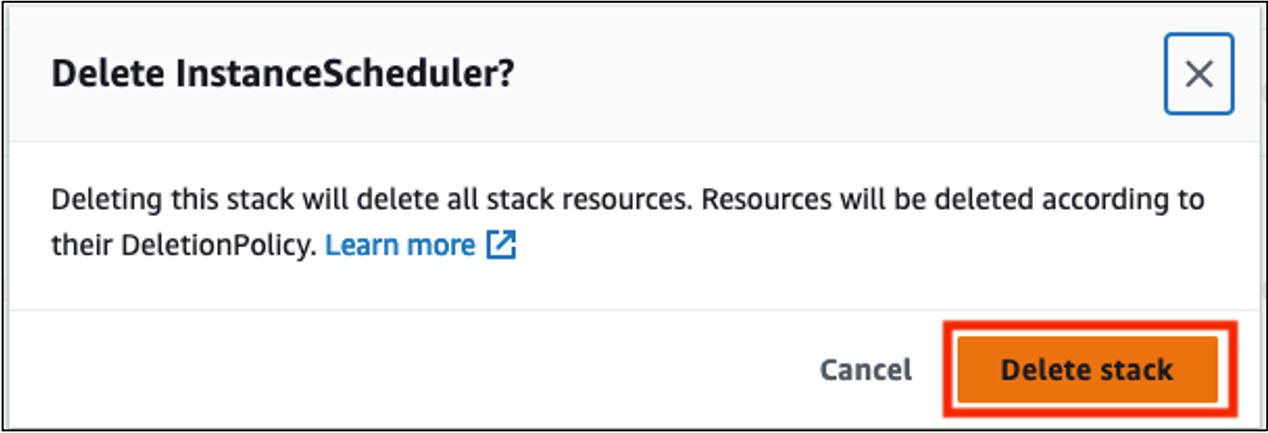 Delete InstanceScheduler?
Deleting this stack will delete all stack resources. Resources will be deleted according to
their DeletionPolicy. Learn more
Cancel
Delete stack